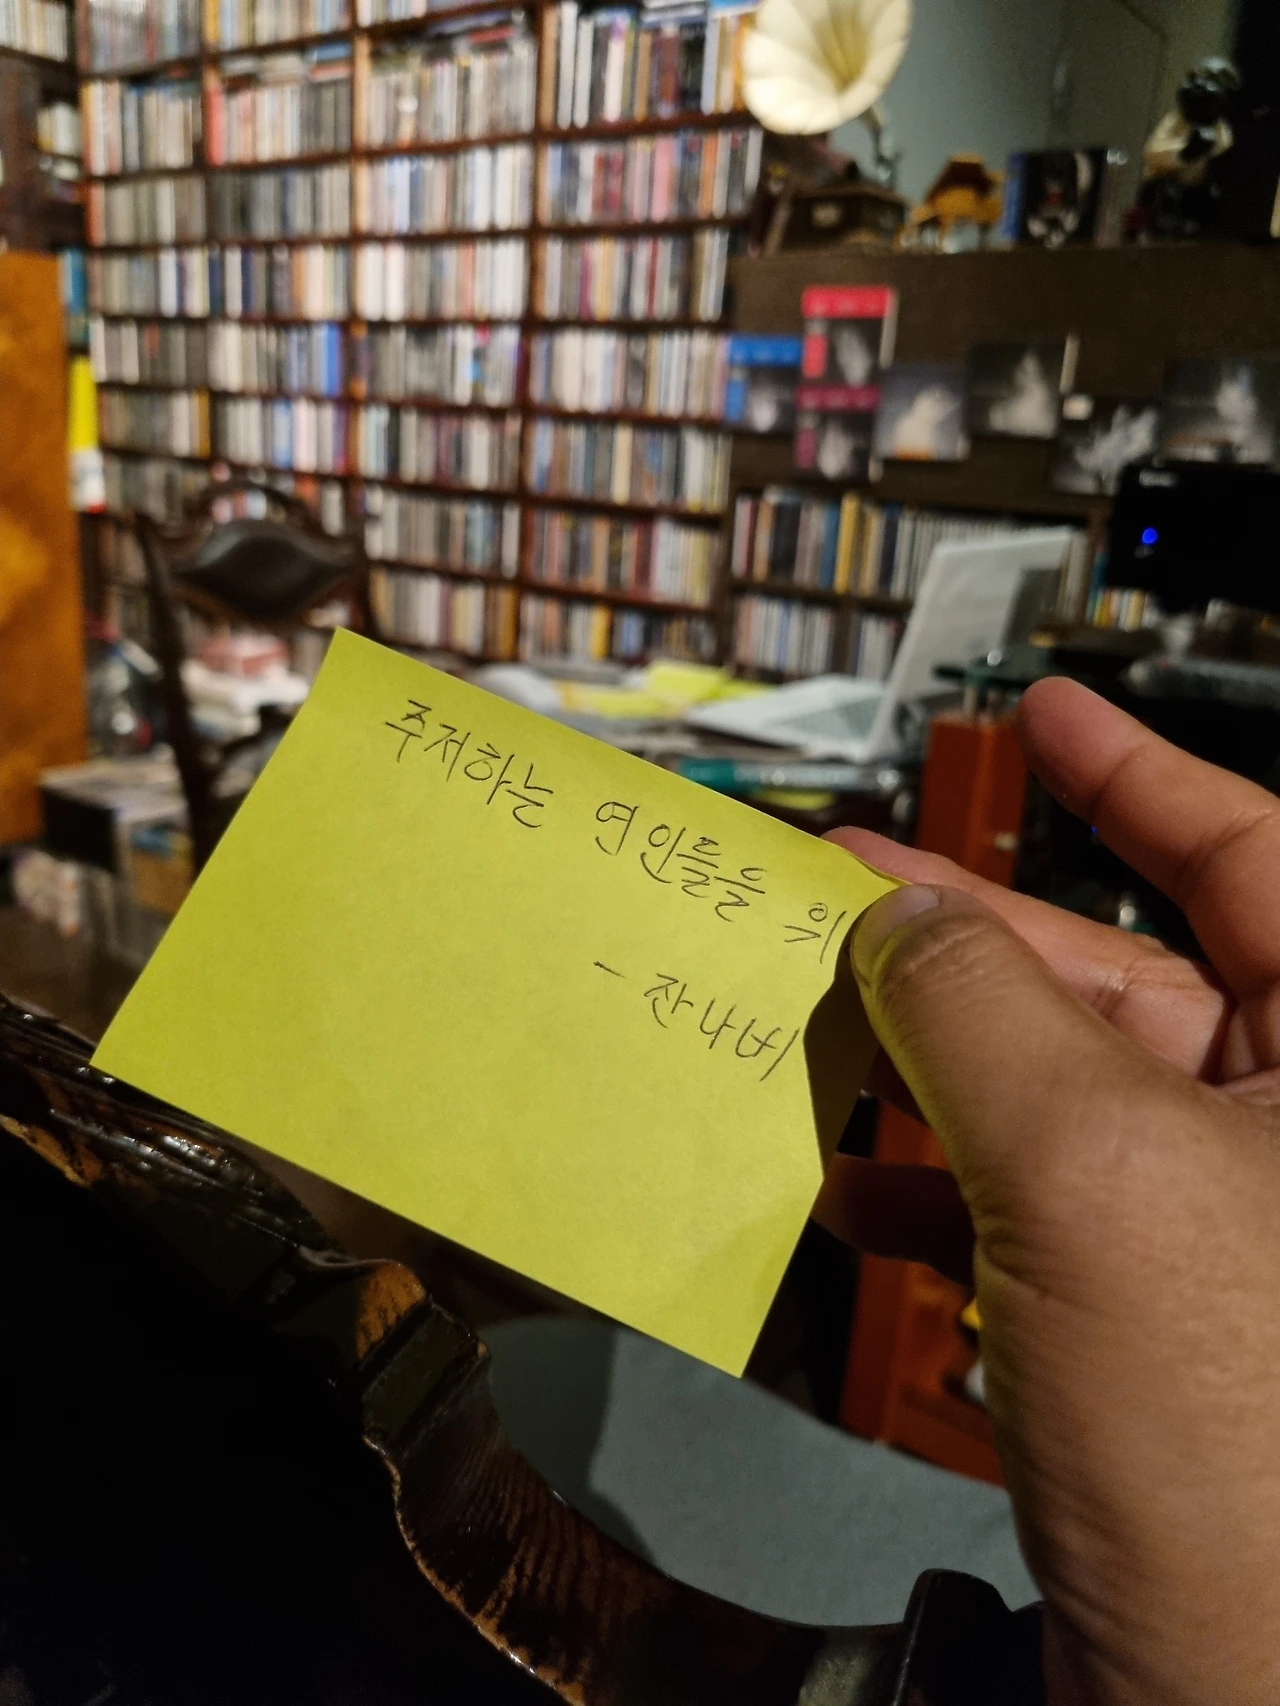 주저하는 연인들을 위
- 잔나비